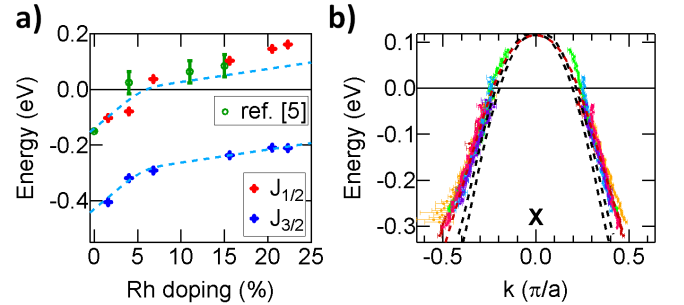 a)
Energy (eV)
0.2
0.0
-0.2
-0.4
ref. [5]
J1/2
J3/2
0
5
10
15
20
25
Rh doping (%)
b)
Energy (eV)
0.1
0.0
-0.1
-0.2
-0.3
X
-0.5
0.0
0.5
k (π/a)